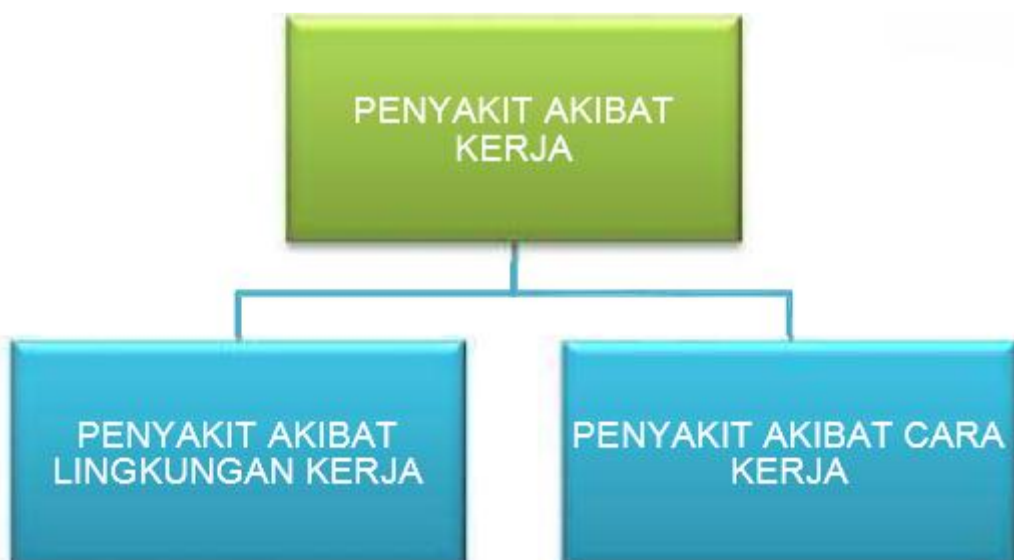 PENYAKIT AKIBAT
KERJA
PENYAKIT AKIBAT
LINGKUNGAN KERJA
PENYAKIT AKIBAT CARA
KERJA